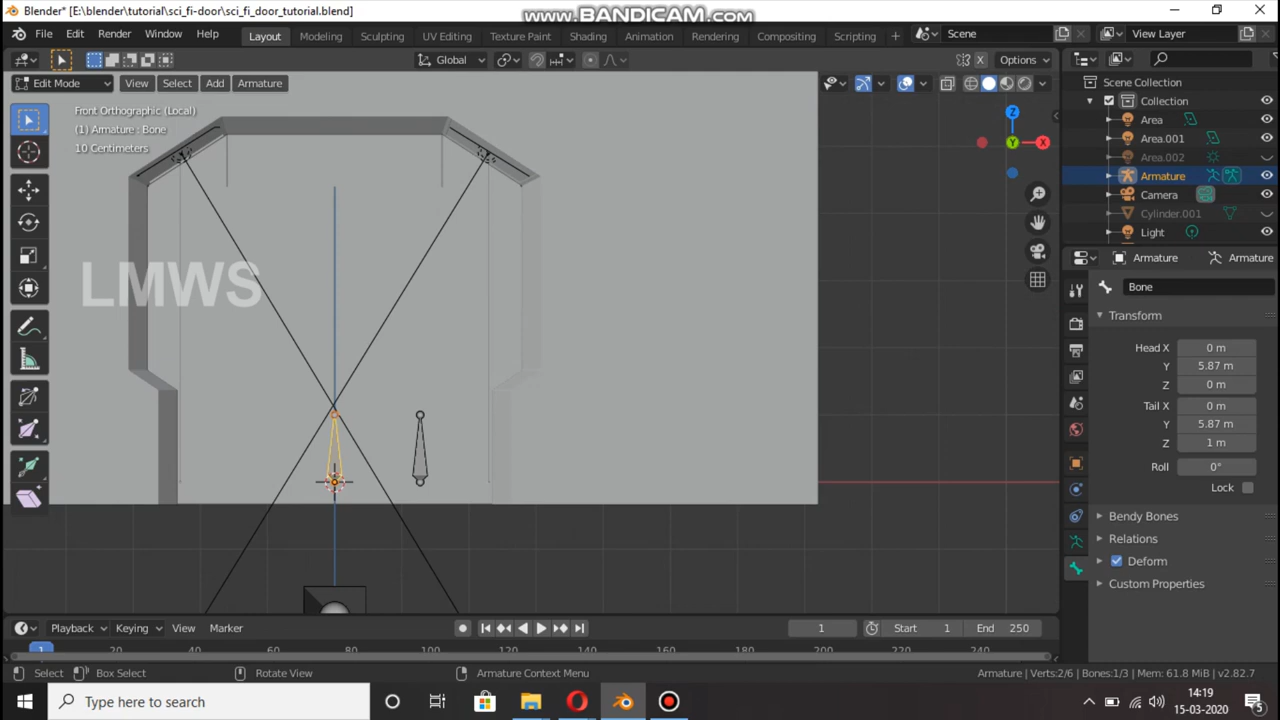 Blender* [E:\blender\tutorial\sci_fi-door\sci_fi_door_tutorial.blend]
www.BANDICAM.com
File Edit Render Window Help
Layout Modeling Sculpting UV Editing Texture Paint Shading Animation Rendering Compositing Scripting
Scene
View Layer
Global
Options
Edit Mode
View Select Add Armature
Front Orthographic (Local)
(1) Armature : Bone
10 Centimeters
LMWS
Z
Y
X
Scene Collection
Collection
Area
Area.001
Area.002
Armature
Camera
Cylinder.001
Light
Armature
Armature
Bone
Transform
Head X 0 m
Y 5.87 m
Z 0 m
Tail X 0 m
Y 5.87 m
Z 1 m
Roll 0°
Lock
Bendy Bones
Relations
Deform
Custom Properties
Playback Keying View Marker
1
Start 1
End 250
1 20 40 60 80 100 120 140 160 180 200 220 240
Select
Box Select
Rotate View
Armature Context Menu
Armature | Verts:2/6 | Bones:1/3 | Mem: 61.8 MiB | v2.82.7
Type here to search
14:19
15-03-2020
5